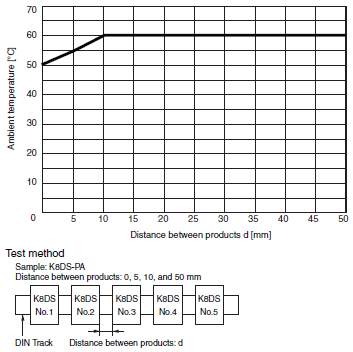 70
60
50
40
30
20
10
0
5 10 15 20 25 30 35 40 45 50
Ambient temperature [°C]
Distance between products d [mm]
Test method
Sample: K8DS-PA
Distance between products: 0, 5, 10, and 50 mm
K8DS K8DS K8DS K8DS K8DS
No.1 No.2 No.3 No.4 No.5
DIN Track Distance between products: d